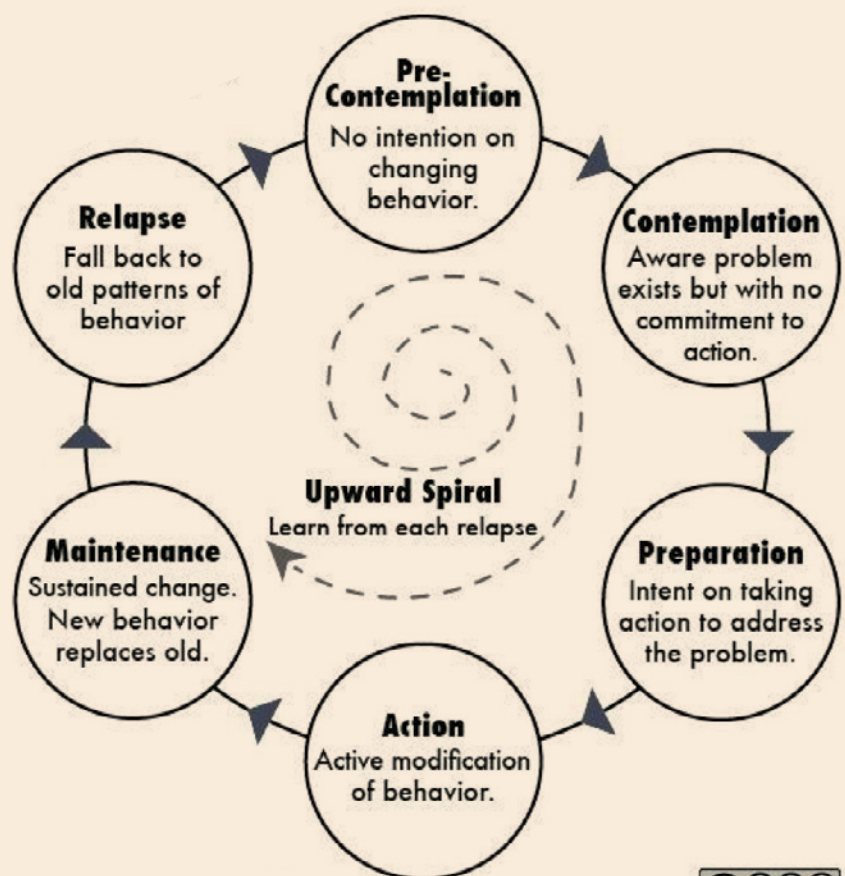 Pre-
Contemplation
No intention on
changing
behavior.
Contemplation
Aware problem
exists but with no
commitment to
action.
Preparation
Intent on taking
action to address
the problem.
Action
Active modification
of behavior.
Maintenance
Sustained change.
New behavior
replaces old.
Relapse
Fall back to
old patterns of
behavior
Upward Spiral
Learn from each relapse